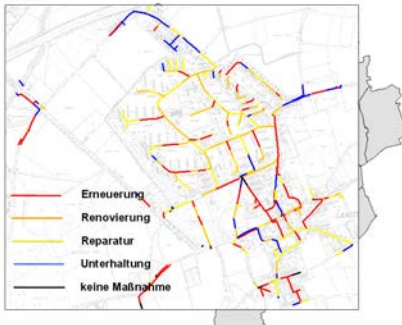 Erneuerung
Renovierung
Reparatur
Unterhaltung
keine Maßnahme